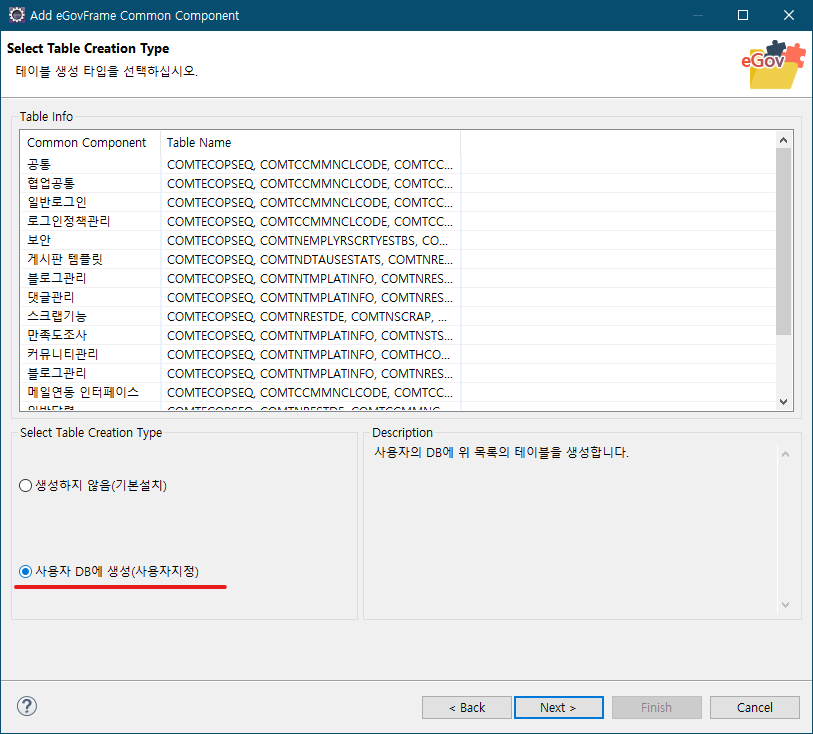 Add eGovFrame Common Component
Select Table Creation Type
테이블 생성 타입을 선택하십시오.
eGov
Table Info
Common Component Table Name
공통 COMTECOPSEQ, COMTCCMMNCLCODE, COMTCC...
협업공통 COMTECOPSEQ, COMTCCMMNCLCODE, COMTCC...
일반로그인 COMTECOPSEQ, COMTCCMMNCLCODE, COMTCC...
로그인정책관리 COMTECOPSEQ, COMTCCMMNCLCODE, COMTCC...
보안 COMTECOPSEQ, COMTNEMPLYRSCRTYESTBS, CO...
게시판 템플릿 COMTECOPSEQ, COMTNDTAUSESTATS, COMTNRE...
블로그관리 COMTECOPSEQ, COMTNTMPLATINFO, COMTNRES...
댓글관리 COMTECOPSEQ, COMTNTMPLATINFO, COMTNRES...
스크랩기능 COMTECOPSEQ, COMTNRESTDE, COMTNSCRAP, ...
만족도조사 COMTECOPSEQ, COMTNTMPLATINFO, COMTNSTS...
커뮤니티관리 COMTECOPSEQ, COMTNTMPLATINFO, COMTHCO...
블로그관리 COMTECOPSEQ, COMTNTMPLATINFO, COMTNRES...
메일연동 인터페이스 COMTECOPSEQ, COMTCCMMNCLCODE, COMTCC...
일반달력 COMTECOPSEQ, COMTNRESTDE, COMTCCMMNC...
Select Table Creation Type
생성하지 않음(기본설치)
사용자 DB에 생성(사용자지정)
Description
사용자의 DB에 위 목록의 테이블을 생성합니다.
?
< Back Next > Finish Cancel